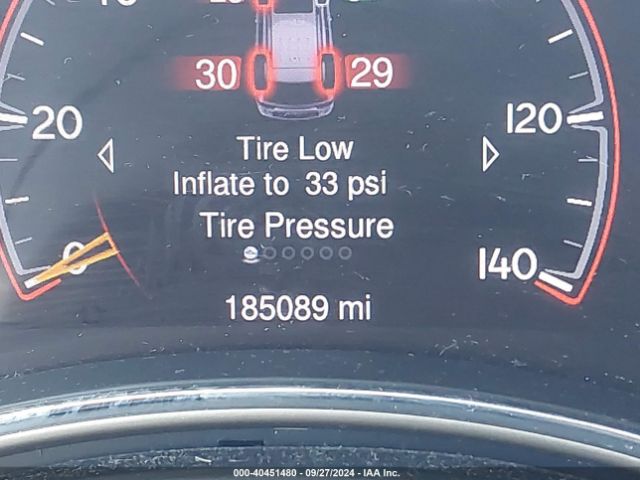 30 29
20 120
Tire Low
Inflate to 33 psi
Tire Pressure
0 140
185089 mi
000-40451480 - 09/27/2024 - IAA Inc.